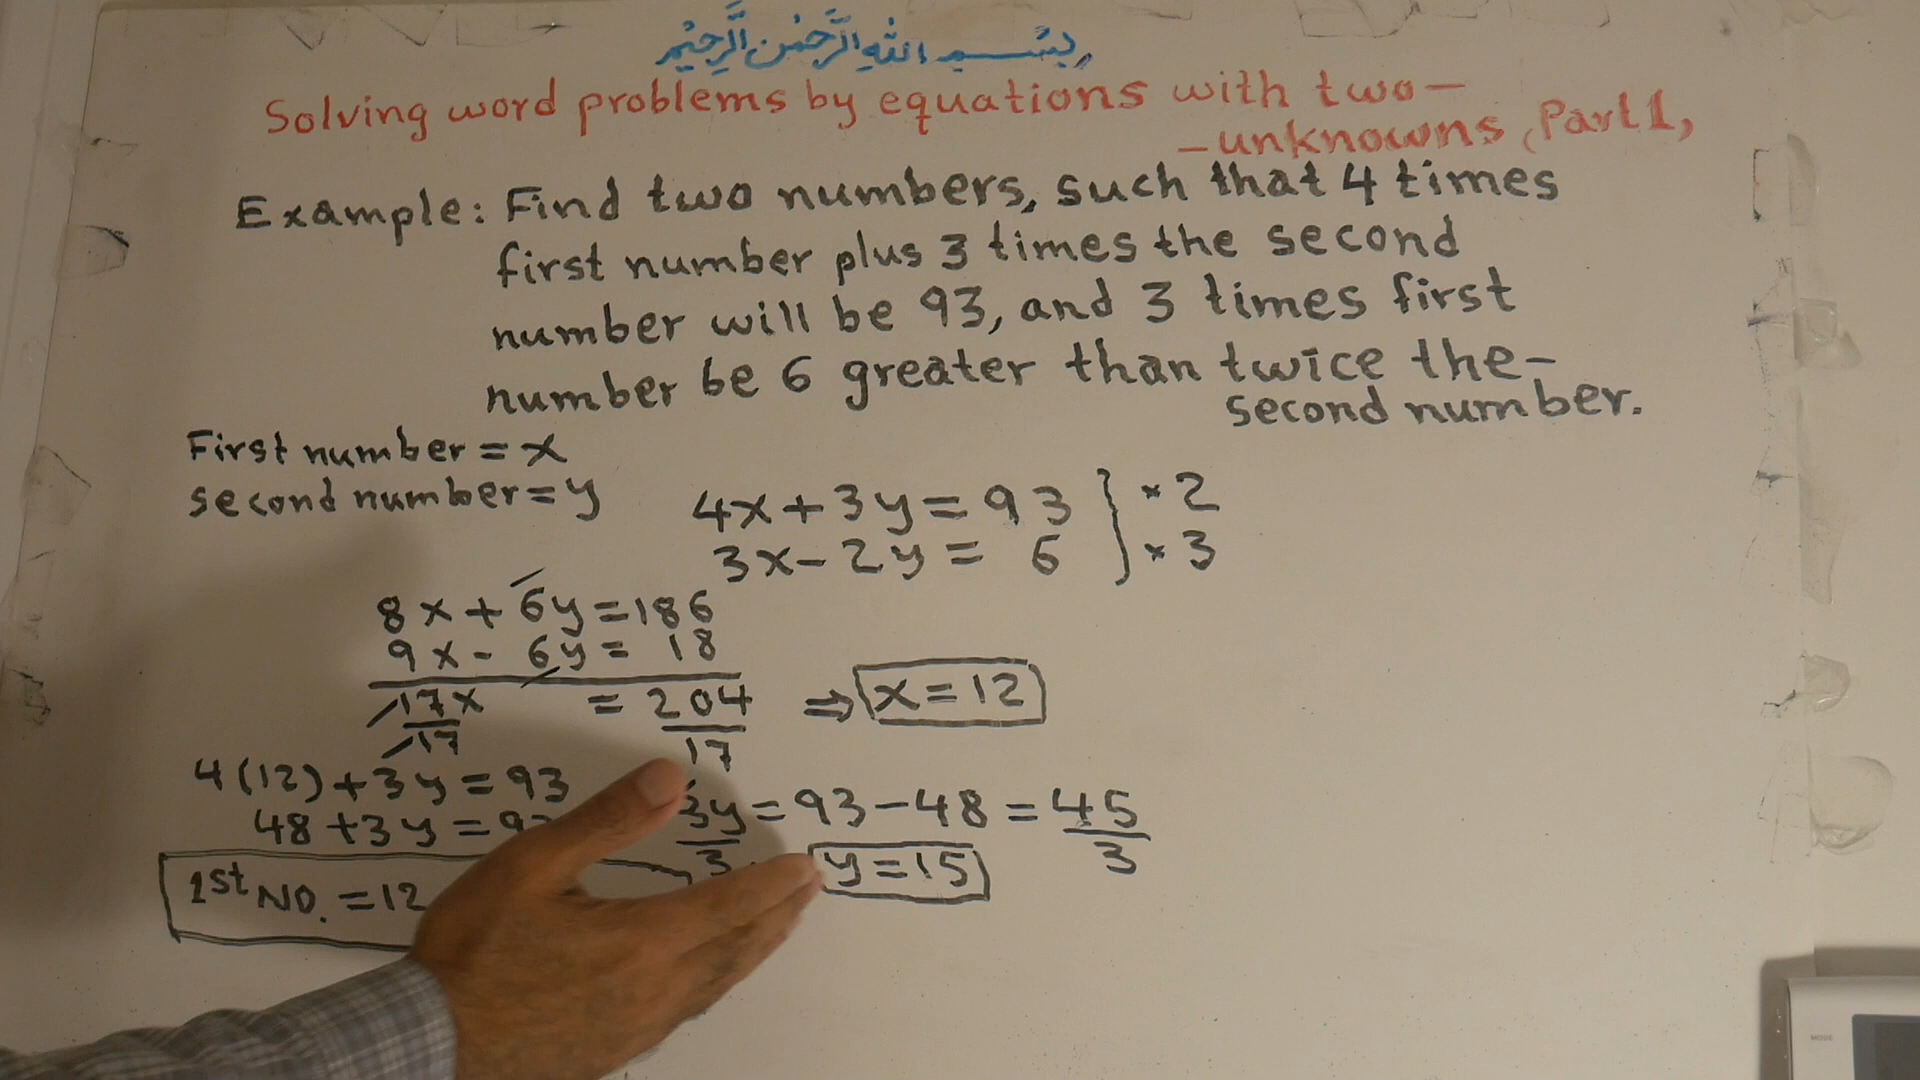 بِسْمِ اللهِ الرَّحْمٰنِ الرَّحِيْمِ
Solving word problems by equations with two-
-unknowns, Part 1,
Example: Find two numbers, such that 4 times
first number plus 3 times the second
number will be 93, and 3 times first
number be 6 greater than twice the-
second number.
First number = x
second number = y
4x + 3y = 93 } × 2
3x - 2y = 6 } × 3
8x + 6y = 186
9x - 6y = 18
17x = 204 ⇒ x = 12
17 17
4(12) + 3y = 93
48 + 3y =
3y = 93 - 48 = 45
3 3
y = 15
1st NO. = 12
MODE